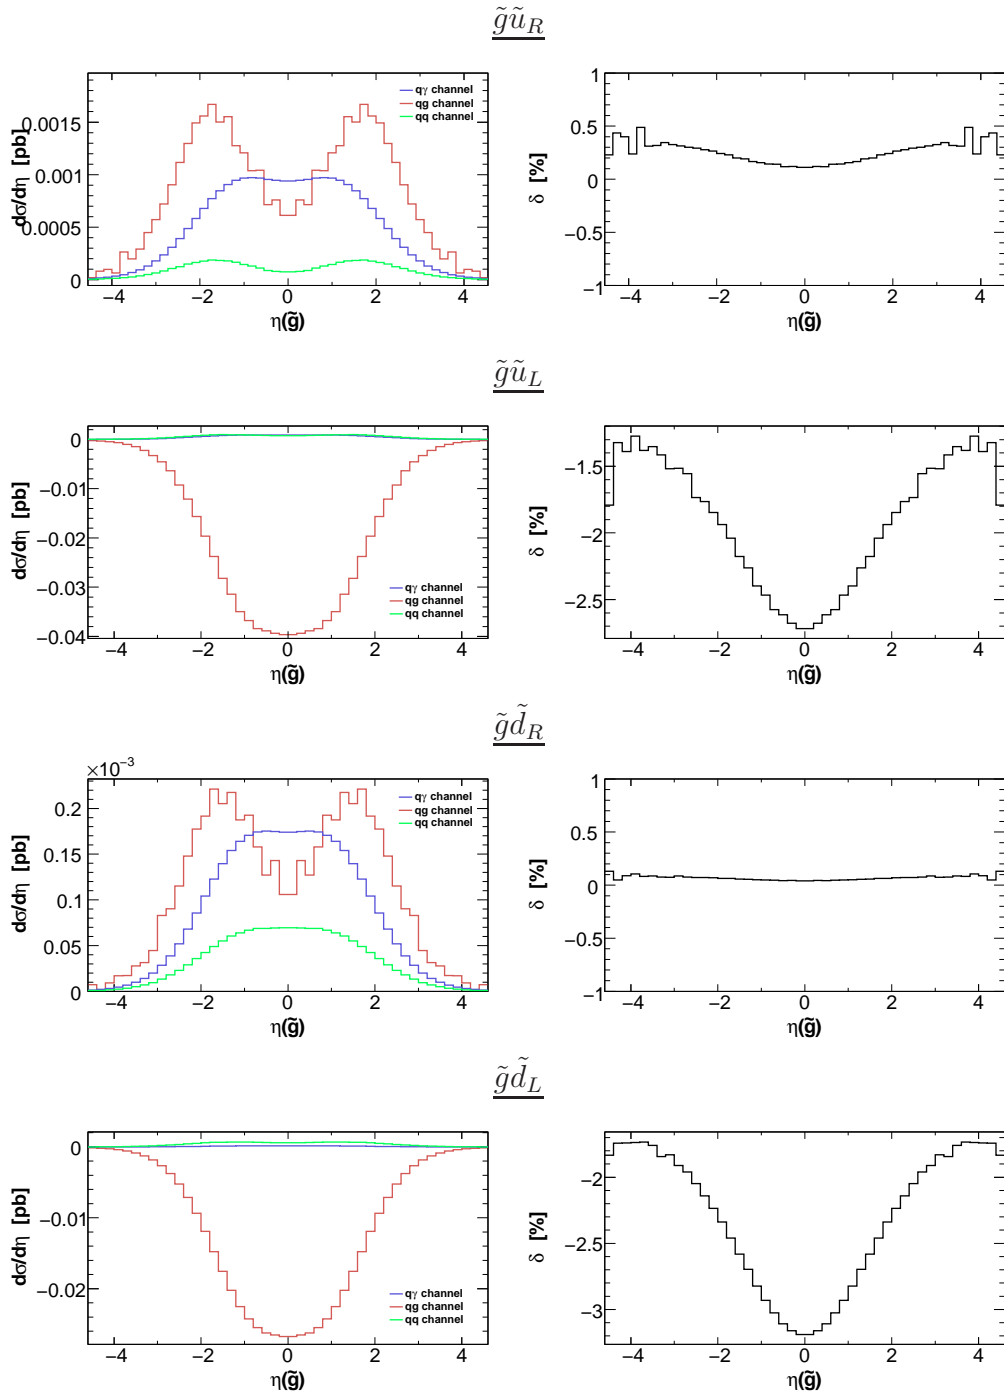 g̃ũ_R
dσ/dη [pb]
0.0015
0.001
0.0005
0
−4 −2 0 2 4
η(g̃)
qγ channel
qg channel
qq channel
δ [%]
1
0.5
0
−0.5
−1
−4 −2 0 2 4
η(g̃)
g̃ũ_L
dσ/dη [pb]
0
−0.01
−0.02
−0.03
−0.04
−4 −2 0 2 4
η(g̃)
qγ channel
qg channel
qq channel
δ [%]
−1.5
−2
−2.5
−4 −2 0 2 4
η(g̃)
g̃d̃_R
×10⁻³
dσ/dη [pb]
0.2
0.15
0.1
0.05
0
−4 −2 0 2 4
η(g̃)
qγ channel
qg channel
qq channel
δ [%]
1
0.5
0
−0.5
−1
−4 −2 0 2 4
η(g̃)
g̃d̃_L
dσ/dη [pb]
0
−0.01
−0.02
−4 −2 0 2 4
η(g̃)
qγ channel
qg channel
qq channel
δ [%]
−2
−2.5
−3
−4 −2 0 2 4
η(g̃)